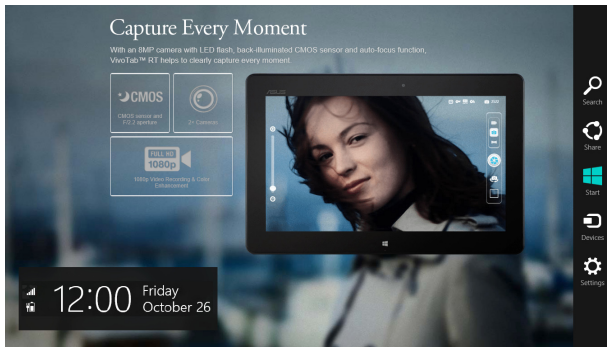 Capture Every Moment
With an 8MP camera with LED flash, back-illuminated CMOS sensor and auto-focus function,
VivoTab™ RT helps to clearly capture every moment
CMOS
CMOS sensor and
F/2.2 aperture
2+ Cameras
FULL HD
1080p
1080p Video Recording & Color
Enhancement
ASUS
Search
Share
Start
Devices
Settings
12:00
Friday
October 26